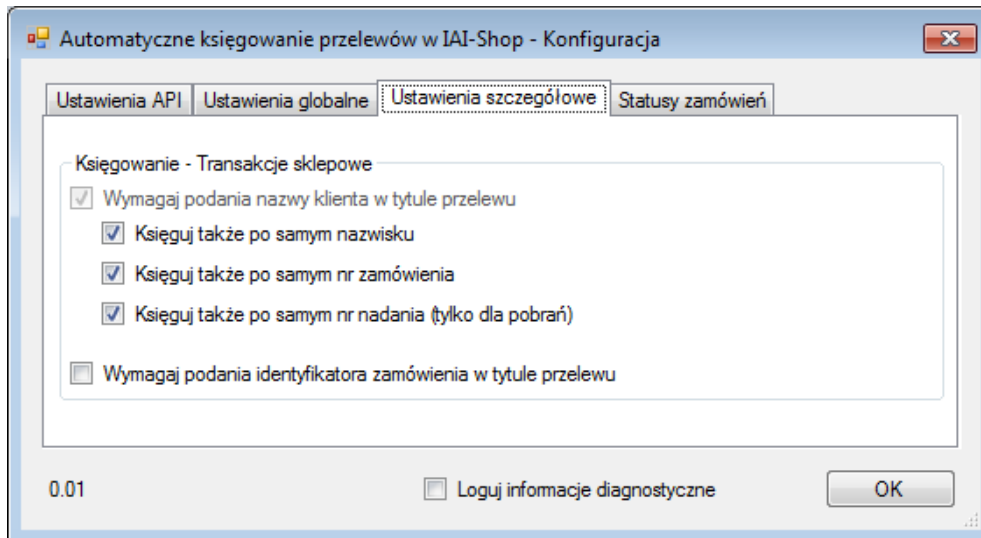 Automatyczne księgowanie przelewów w IAI-Shop - Konfiguracja
Ustawienia API Ustawienia globalne Ustawienia szczegółowe Statusy zamówień
Księgowanie - Transakcje sklepowe
Wymagaj podania nazwy klienta w tytule przelewu
Księguj także po samym nazwisku
Księguj także po samym nr zamówienia
Księguj także po samym nr nadania (tylko dla pobrań)
Wymagaj podania identyfikatora zamówienia w tytule przelewu
0.01 Loguj informacje diagnostyczne OK